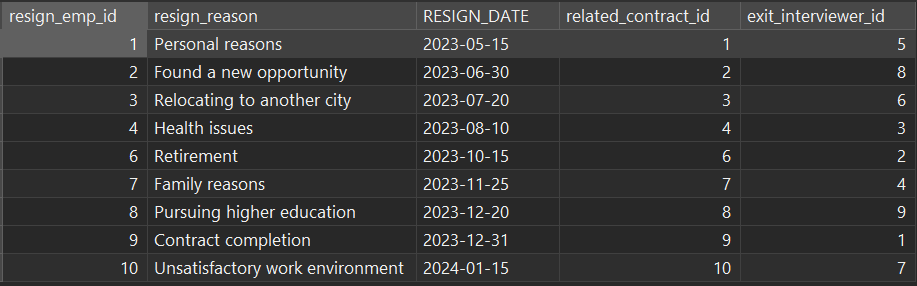 resign_emp_id resign_reason RESIGN_DATE related_contract_id exit_interviewer_id
1 Personal reasons 2023-05-15 1 5
2 Found a new opportunity 2023-06-30 2 8
3 Relocating to another city 2023-07-20 3 6
4 Health issues 2023-08-10 4 3
6 Retirement 2023-10-15 6 2
7 Family reasons 2023-11-25 7 4
8 Pursuing higher education 2023-12-20 8 9
9 Contract completion 2023-12-31 9 1
10 Unsatisfactory work environment 2024-01-15 10 7